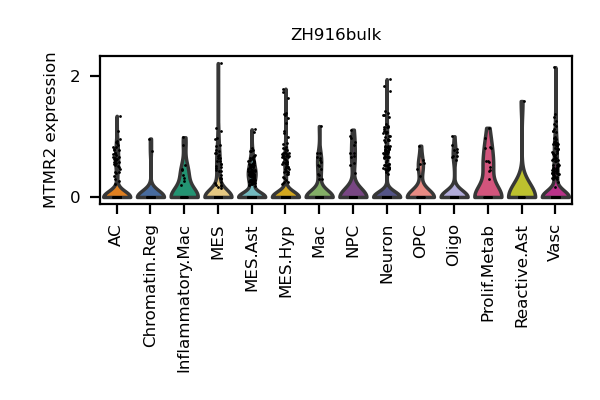 ZH916bulk
MTMR2 expression
2
0
AC
Chromatin.Reg
Inflammatory.Mac
MES
MES.Ast
MES.Hyp
Mac
NPC
Neuron
OPC
Oligo
Prolif.Metab
Reactive.Ast
Vasc